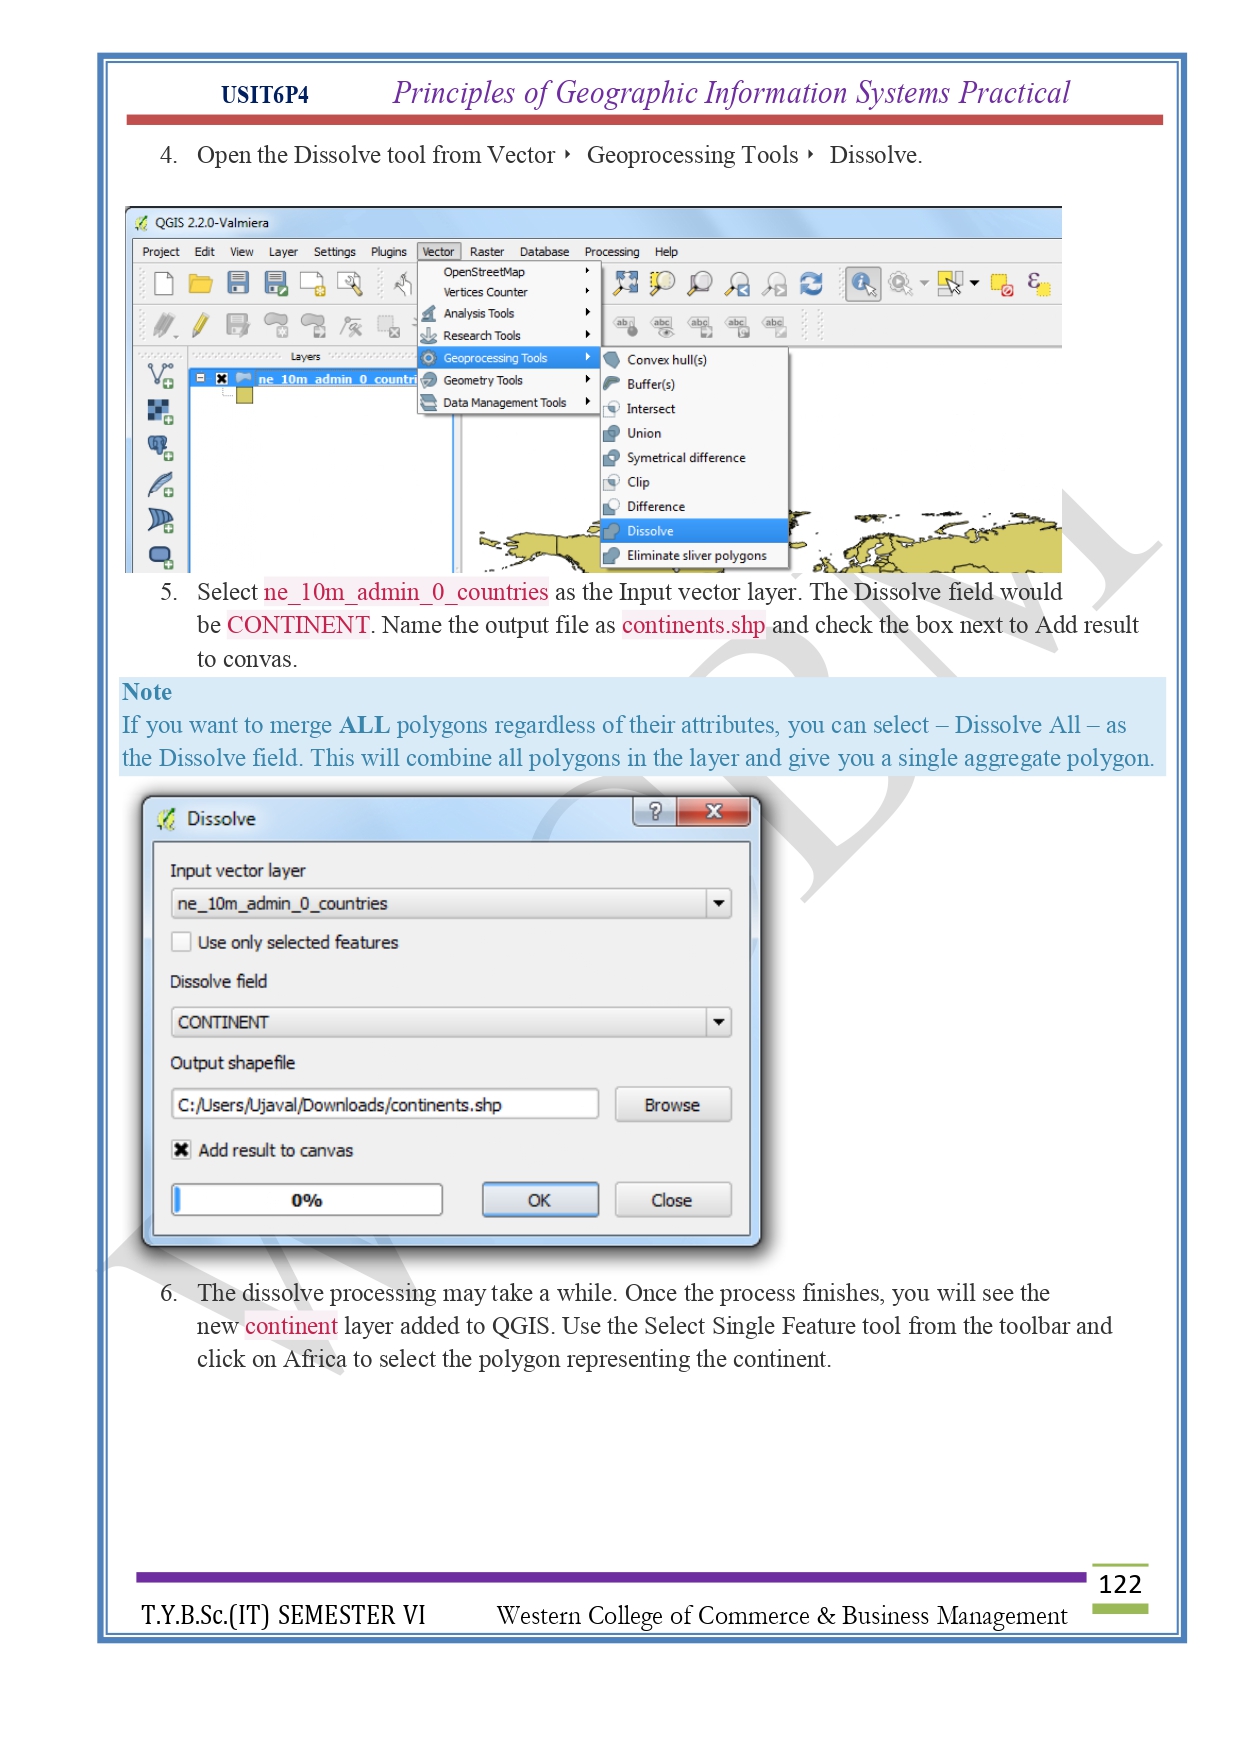 USIT6P4 Principles of Geographic Information Systems Practical
4. Open the Dissolve tool from Vector ‣ Geoprocessing Tools ‣ Dissolve.
QGIS 2.2.0-Valmiera
Project Edit View Layer Settings Plugins Vector Raster Database Processing Help
OpenStreetMap
Vertices Counter
Analysis Tools
Research Tools
Geoprocessing Tools
Geometry Tools
Data Management Tools
Layers
ne_10m_admin_0_countri
Convex hull(s)
Buffer(s)
Intersect
Union
Symetrical difference
Clip
Difference
Dissolve
Eliminate sliver polygons
5. Select ne_10m_admin_0_countries as the Input vector layer. The Dissolve field would
be CONTINENT. Name the output file as continents.shp and check the box next to Add result
to convas.
Note
If you want to merge ALL polygons regardless of their attributes, you can select – Dissolve All – as
the Dissolve field. This will combine all polygons in the layer and give you a single aggregate polygon.
Dissolve
Input vector layer
ne_10m_admin_0_countries
Use only selected features
Dissolve field
CONTINENT
Output shapefile
C:/Users/Ujaval/Downloads/continents.shp Browse
Add result to canvas
0% OK Close
6. The dissolve processing may take a while. Once the process finishes, you will see the
new continent layer added to QGIS. Use the Select Single Feature tool from the toolbar and
click on Africa to select the polygon representing the continent.
122
T.Y.B.Sc.(IT) SEMESTER VI Western College of Commerce & Business Management